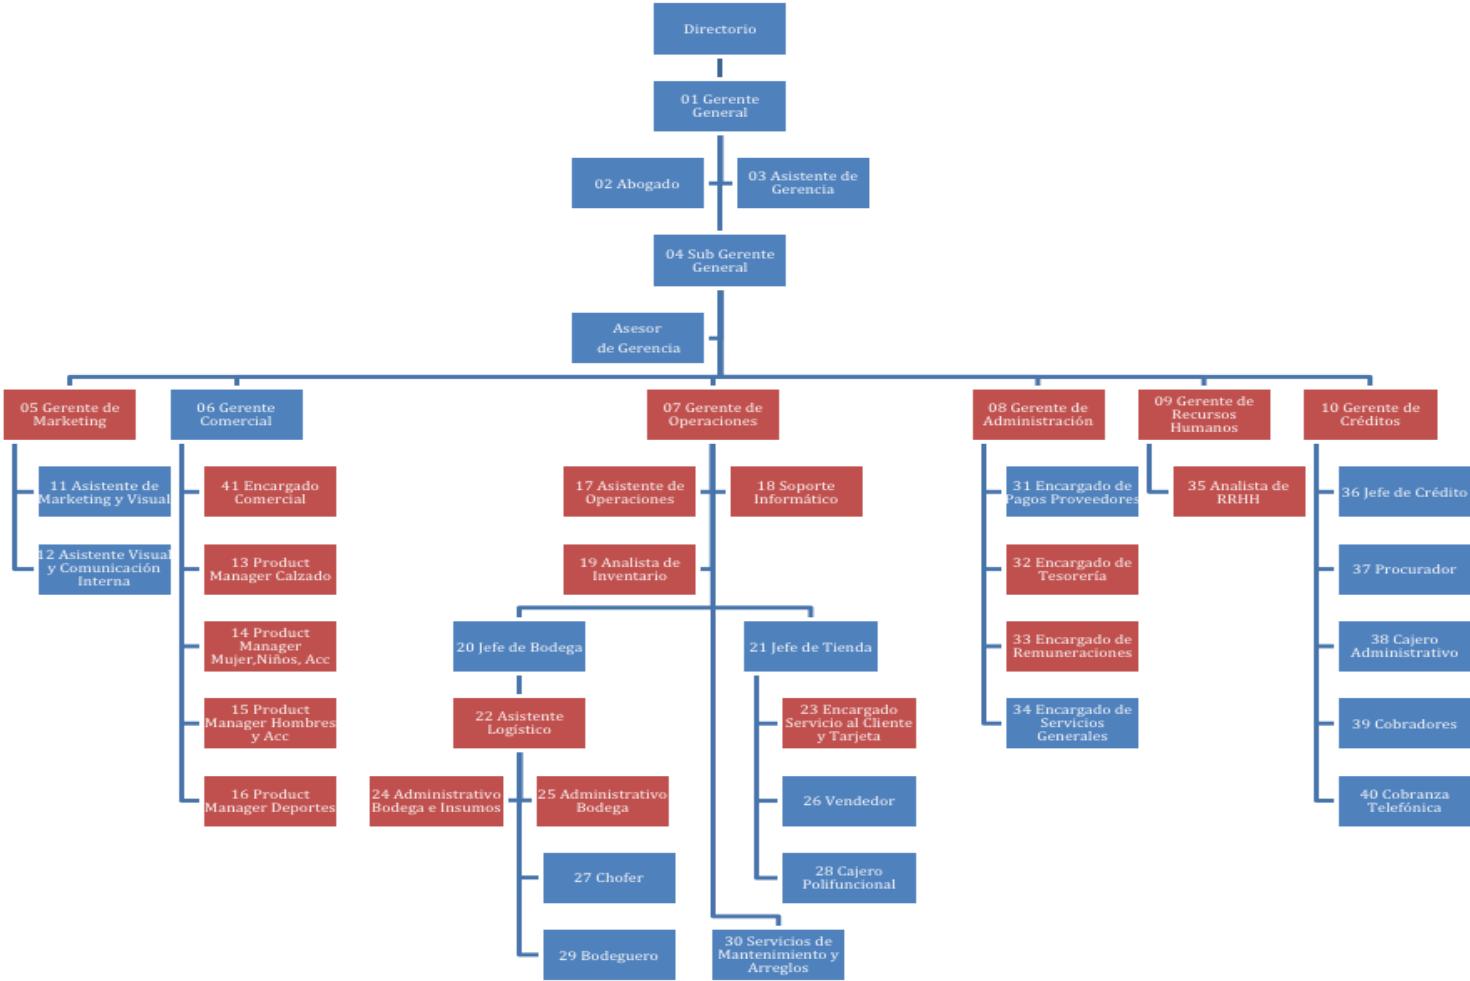 Directorio
01 Gerente
General
02 Abogado
03 Asistente de
Gerencia
04 Sub Gerente
General
Asesor
de Gerencia
05 Gerente de
Marketing
06 Gerente
Comercial
07 Gerente de
Operaciones
08 Gerente de
Administración
09 Gerente de
Recursos
Humanos
10 Gerente de
Créditos
11 Asistente de
Marketing y Visual
12 Asistente Visual
y Comunicación
Interna
41 Encargado
Comercial
13 Product
Manager Calzado
14 Product
Manager
Mujer,Niños, Acc
15 Product
Manager Hombres
y Acc
16 Product
Manager Deportes
17 Asistente de
Operaciones
18 Soporte
Informático
19 Analista de
Inventario
20 Jefe de Bodega
21 Jefe de Tienda
22 Asistente
Logístico
23 Encargado
Servicio al Cliente
y Tarjeta
24 Administrativo
Bodega e Insumos
25 Administrativo
Bodega
26 Vendedor
27 Chofer
28 Cajero
Polifuncional
29 Bodeguero
30 Servicios de
Mantenimiento y
Arreglos
31 Encargado de
Pagos Proveedores
32 Encargado de
Tesorería
33 Encargado de
Remuneraciones
34 Encargado de
Servicios
Generales
35 Analista de
RRHH
36 Jefe de Crédito
37 Procurador
38 Cajero
Administrativo
39 Cobradores
40 Cobranza
Telefónica